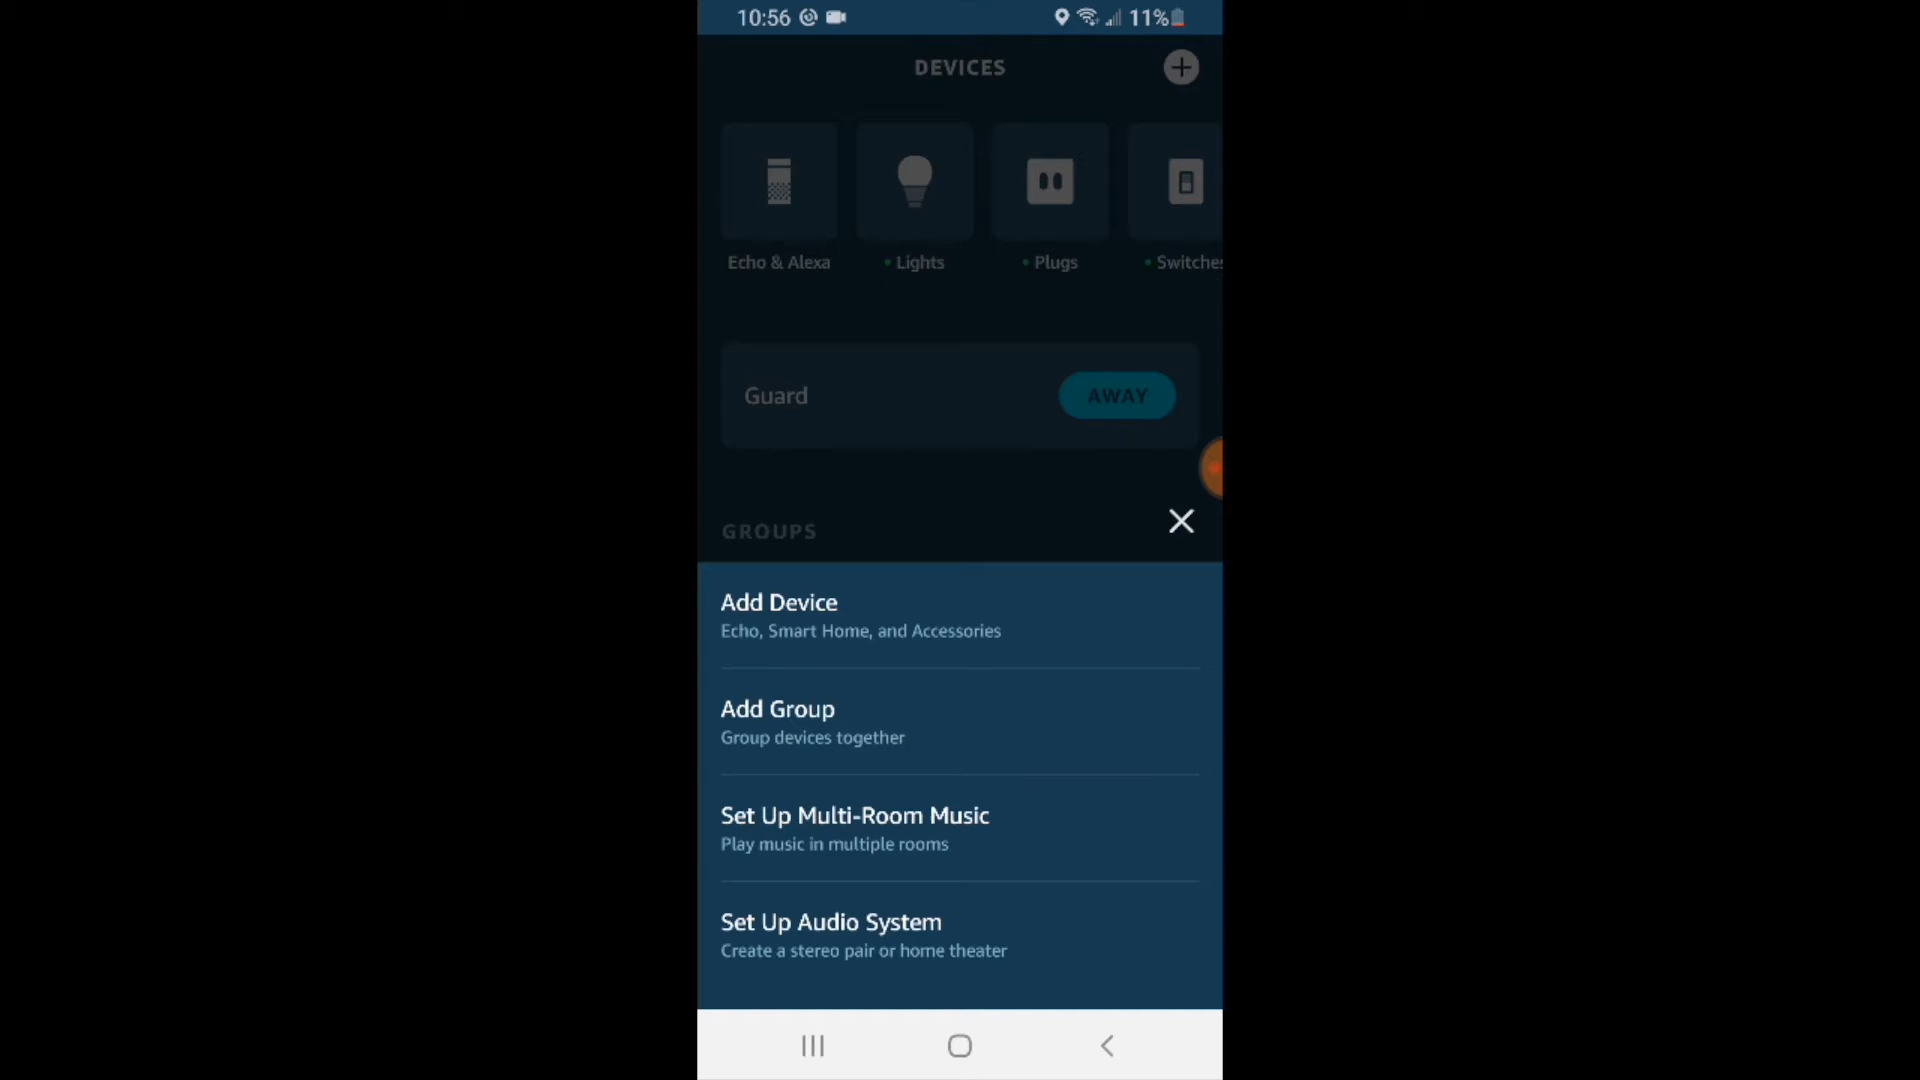 10:56 11%
DEVICES
Echo & Alexa
Lights
Plugs
Switches
Guard
AWAY
GROUPS
Add Device
Echo, Smart Home, and Accessories
Add Group
Group devices together
Set Up Multi-Room Music
Play music in multiple rooms
Set Up Audio System
Create a stereo pair or home theater